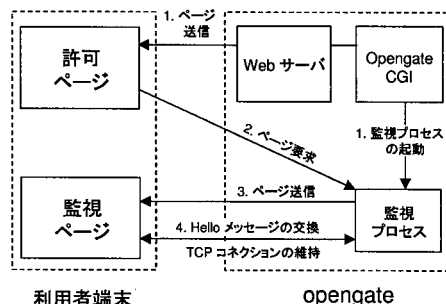 1. ページ
送信
許可
ページ
Web サーバ
Opengate
CGI
2. ページ要求
1. 監視プロセス
の起動
3. ページ送信
監視
ページ
監視
プロセス
4. Hello メッセージの交換
TCP コネクションの維持
利用者端末
opengate